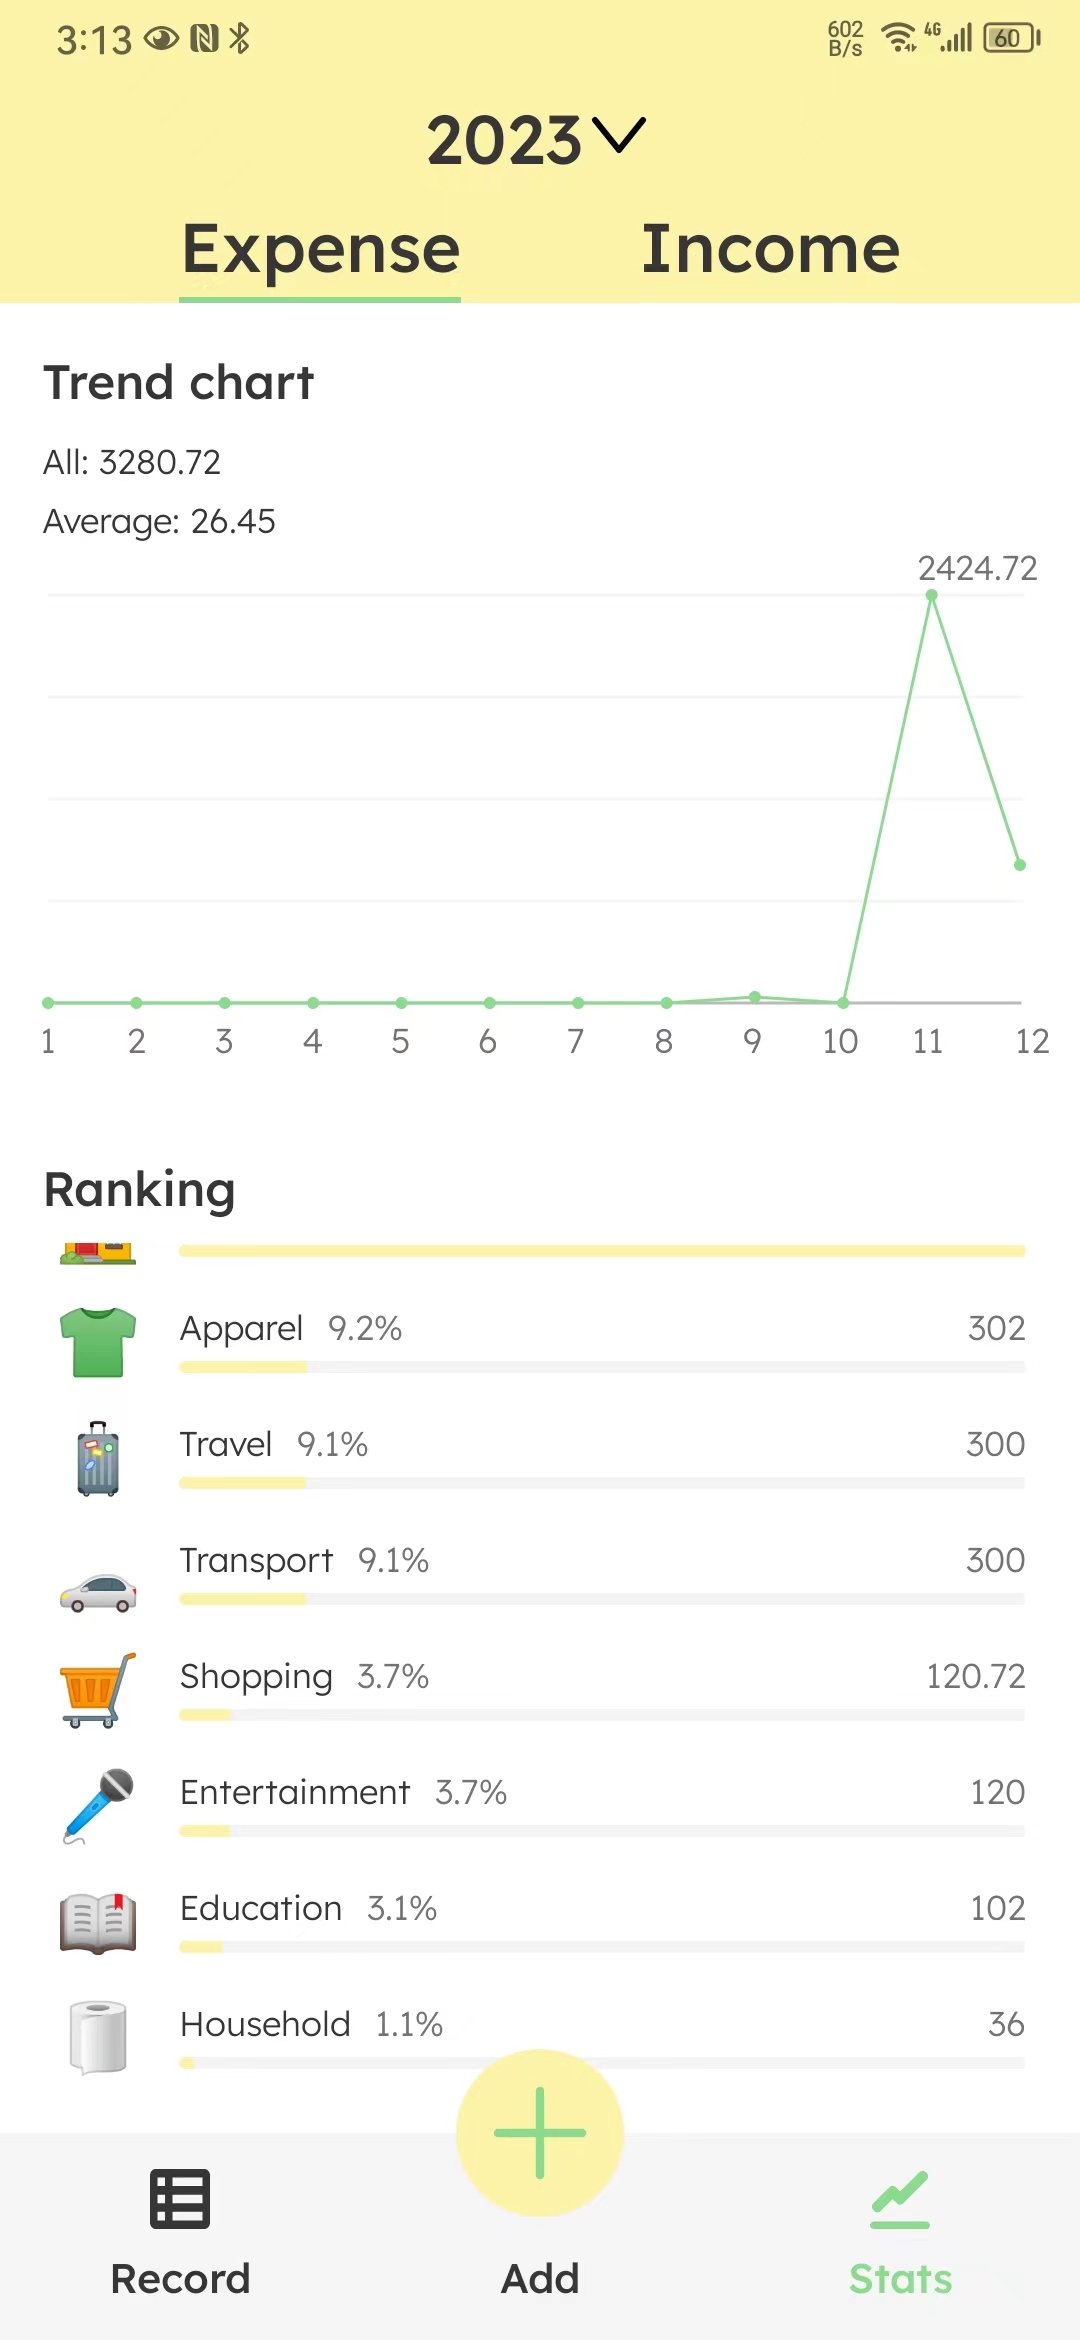 3:13 602 B/s 4G 60
2023
Expense Income
Trend chart
All: 3280.72
Average: 26.45
2424.72
1 2 3 4 5 6 7 8 9 10 11 12
Ranking
Apparel 9.2% 302
Travel 9.1% 300
Transport 9.1% 300
Shopping 3.7% 120.72
Entertainment 3.7% 120
Education 3.1% 102
Household 1.1% 36
Record Add Stats